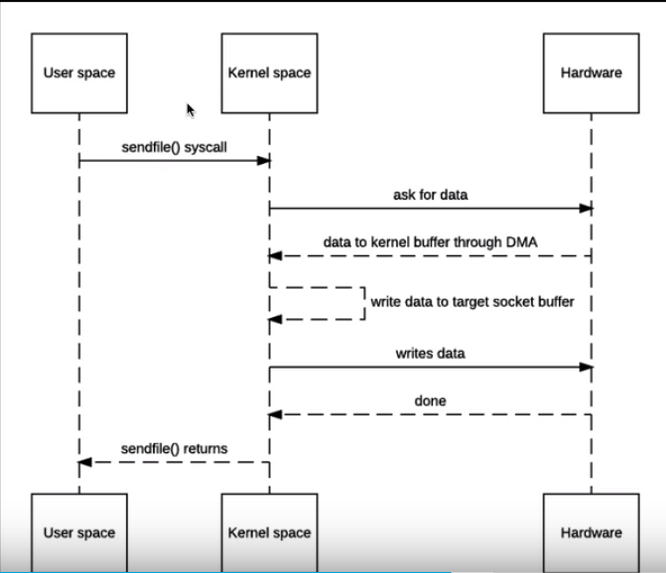 User space
Kernel space
Hardware
sendfile() syscall
ask for data
data to kernel buffer through DMA
write data to target socket buffer
writes data
done
sendfile() returns
User space
Kernel space
Hardware